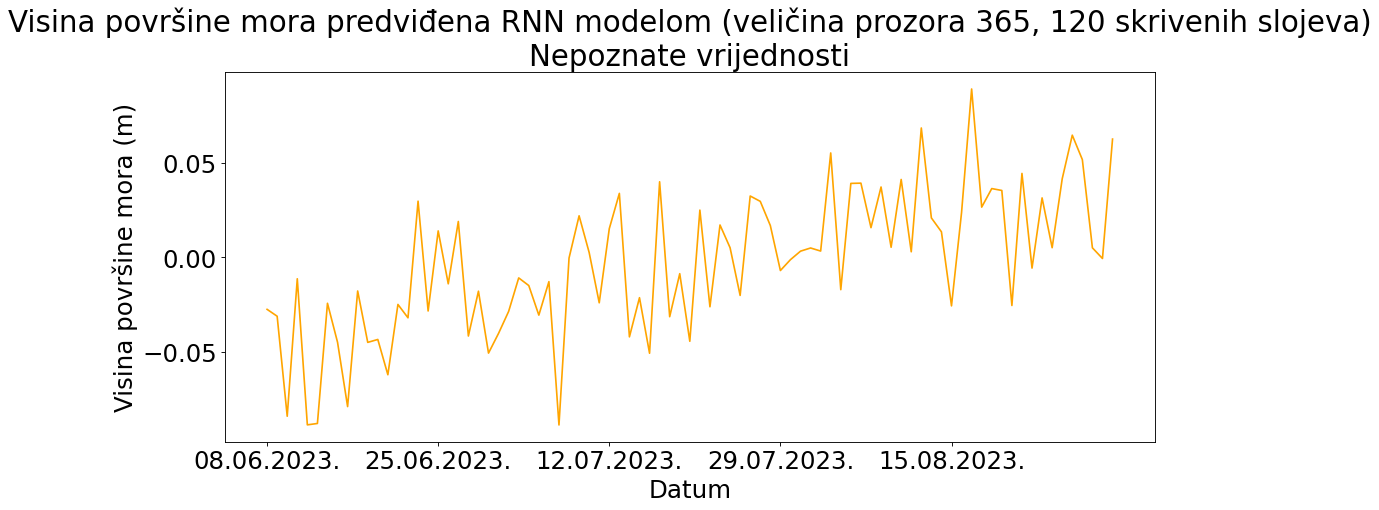 Visina površine mora predviđena RNN modelom (veličina prozora 365, 120 skrivenih slojeva)
Nepoznate vrijednosti
Visina površine mora (m)
0.05
0.00
−0.05
08.06.2023. 25.06.2023. 12.07.2023. 29.07.2023. 15.08.2023.
Datum